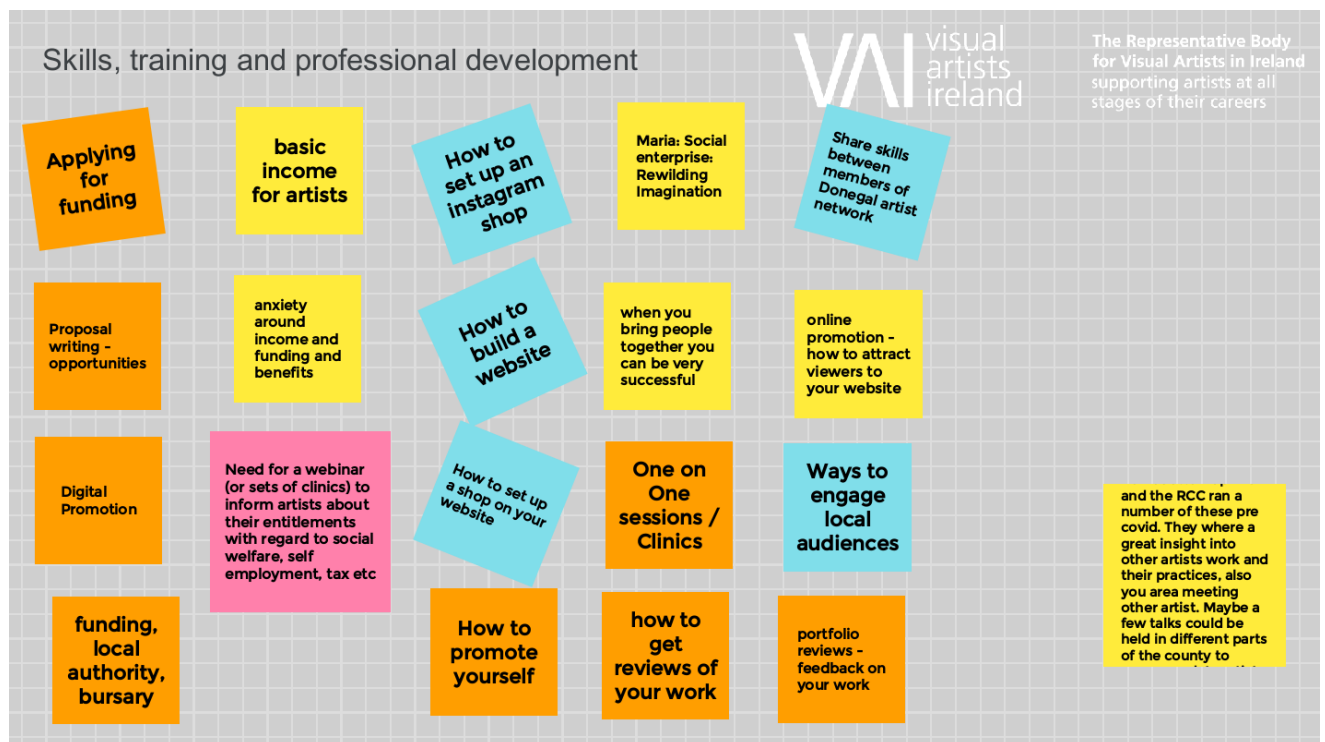 Skills, training and professional development
visual
artists
ireland
The Representative Body
for Visual Artists in Ireland
supporting artists at all
stages of their careers
Applying
for
funding
basic
income
for artists
How to
set up an
instagram
shop
Maria: Social
enterprise:
Rewilding
Imagination
Share skills
between
members of
Donegal artist
network
Proposal
writing -
opportunities
anxiety
around
income and
funding and
benefits
How to
build a
website
when you
bring people
together you
can be very
successful
online
promotion -
how to attract
viewers to
your website
Digital
Promotion
Need for a webinar
(or sets of clinics) to
inform artists about
their entitlements
with regard to social
welfare, self
employment, tax etc
How to set up
a shop on your
website
One on
One
sessions /
Clinics
Ways to
engage
local
audiences
and the RCC ran a
number of these pre
covid. They where a
great insight into
other artists work and
their practices, also
you area meeting
other artist. Maybe a
few talks could be
held in different parts
of the county to
funding,
local
authority,
bursary
How to
promote
yourself
how to
get
reviews of
your work
portfolio
reviews -
feedback on
your work